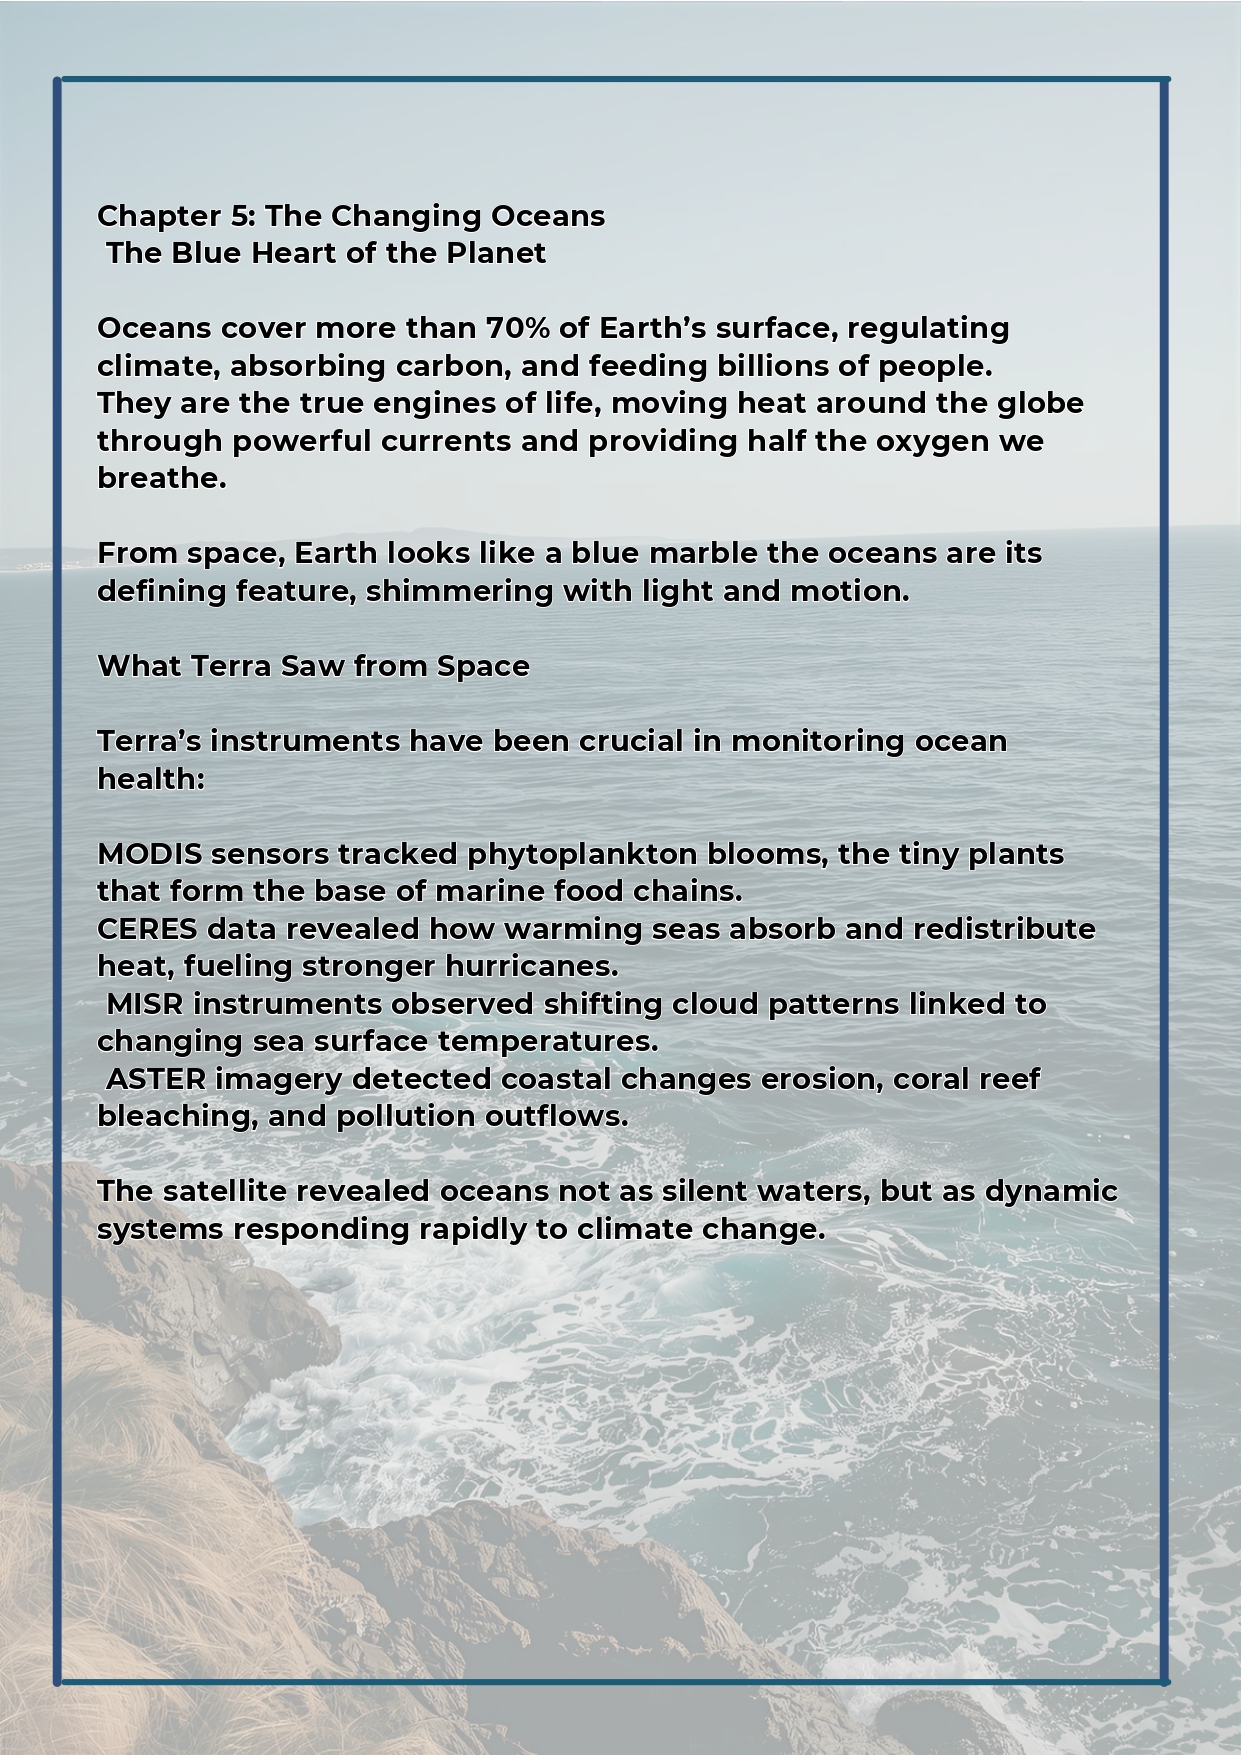 Chapter 5: The Changing Oceans
The Blue Heart of the Planet
Oceans cover more than 70% of Earth’s surface, regulating
climate, absorbing carbon, and feeding billions of people.
They are the true engines of life, moving heat around the globe
through powerful currents and providing half the oxygen we
breathe.
From space, Earth looks like a blue marble the oceans are its
defining feature, shimmering with light and motion.
What Terra Saw from Space
Terra’s instruments have been crucial in monitoring ocean
health:
MODIS sensors tracked phytoplankton blooms, the tiny plants
that form the base of marine food chains.
CERES data revealed how warming seas absorb and redistribute
heat, fueling stronger hurricanes.
MISR instruments observed shifting cloud patterns linked to
changing sea surface temperatures.
ASTER imagery detected coastal changes erosion, coral reef
bleaching, and pollution outflows.
The satellite revealed oceans not as silent waters, but as dynamic
systems responding rapidly to climate change.